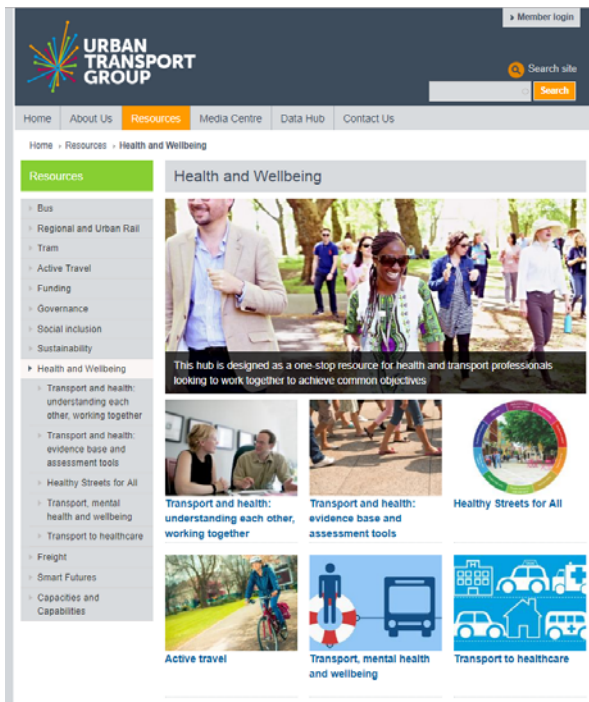 Member login
URBAN
TRANSPORT
GROUP
Search site
Search
Home About Us Resources Media Centre Data Hub Contact Us
Home › Resources › Health and Wellbeing
Resources
Bus
Regional and Urban Rail
Tram
Active Travel
Funding
Governance
Social inclusion
Sustainability
Health and Wellbeing
Transport and health:
understanding each
other, working together
Transport and health:
evidence base and
assessment tools
Healthy Streets for All
Transport, mental
health and wellbeing
Transport to healthcare
Freight
Smart Futures
Capacities and
Capabilities
Health and Wellbeing
This hub is designed as a one-stop resource for health and transport professionals
looking to work together to achieve common objectives
Transport and health:
understanding each other,
working together
Transport and health:
evidence base and
assessment tools
Healthy Streets for All
Active travel
Transport, mental health
and wellbeing
Transport to healthcare